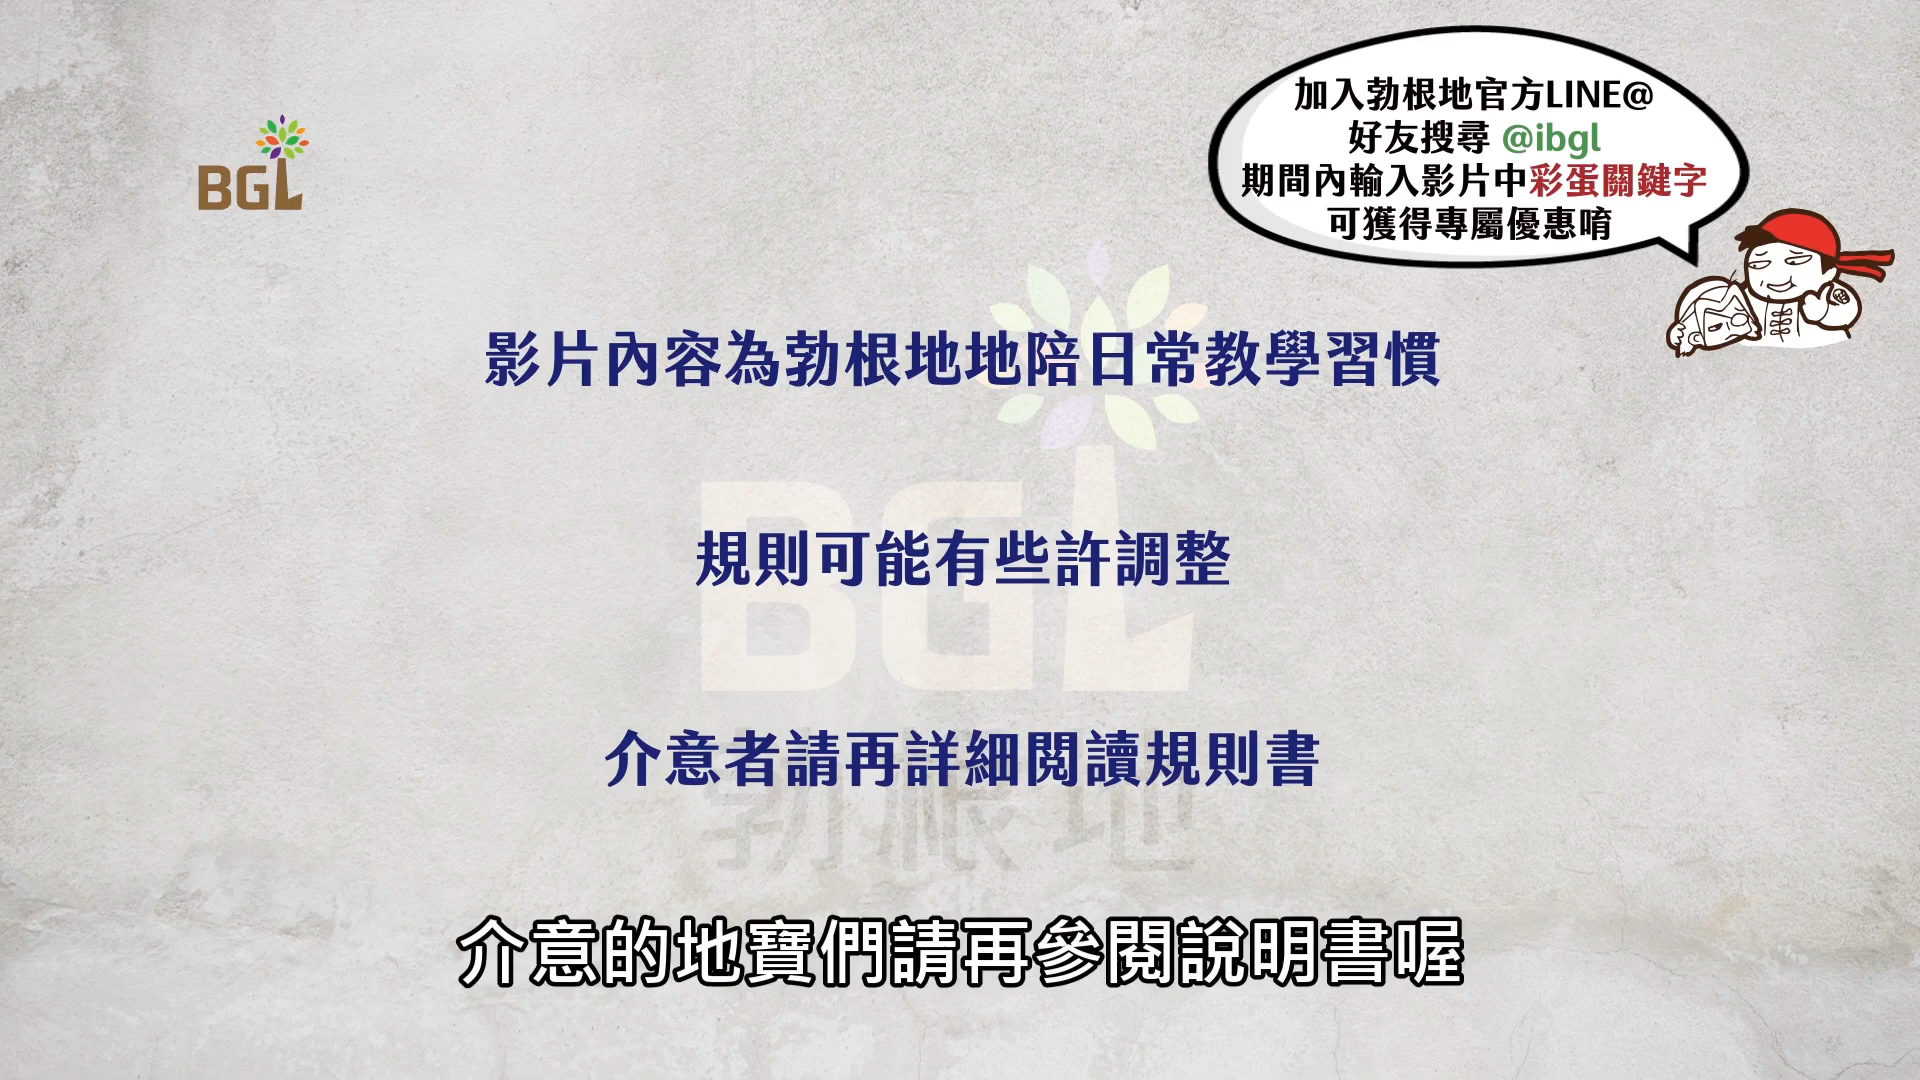 加入勃根地官方LINE@
好友搜尋 @ibgl
期間內輸入影片中彩蛋關鍵字
可獲得專屬優惠唷
BGL
影片內容為勃根地地陪日常教學習慣
規則可能有些許調整
BGL
介意者請再詳細閱讀規則書
勃根地
介意的地寶們請再參閱說明書喔